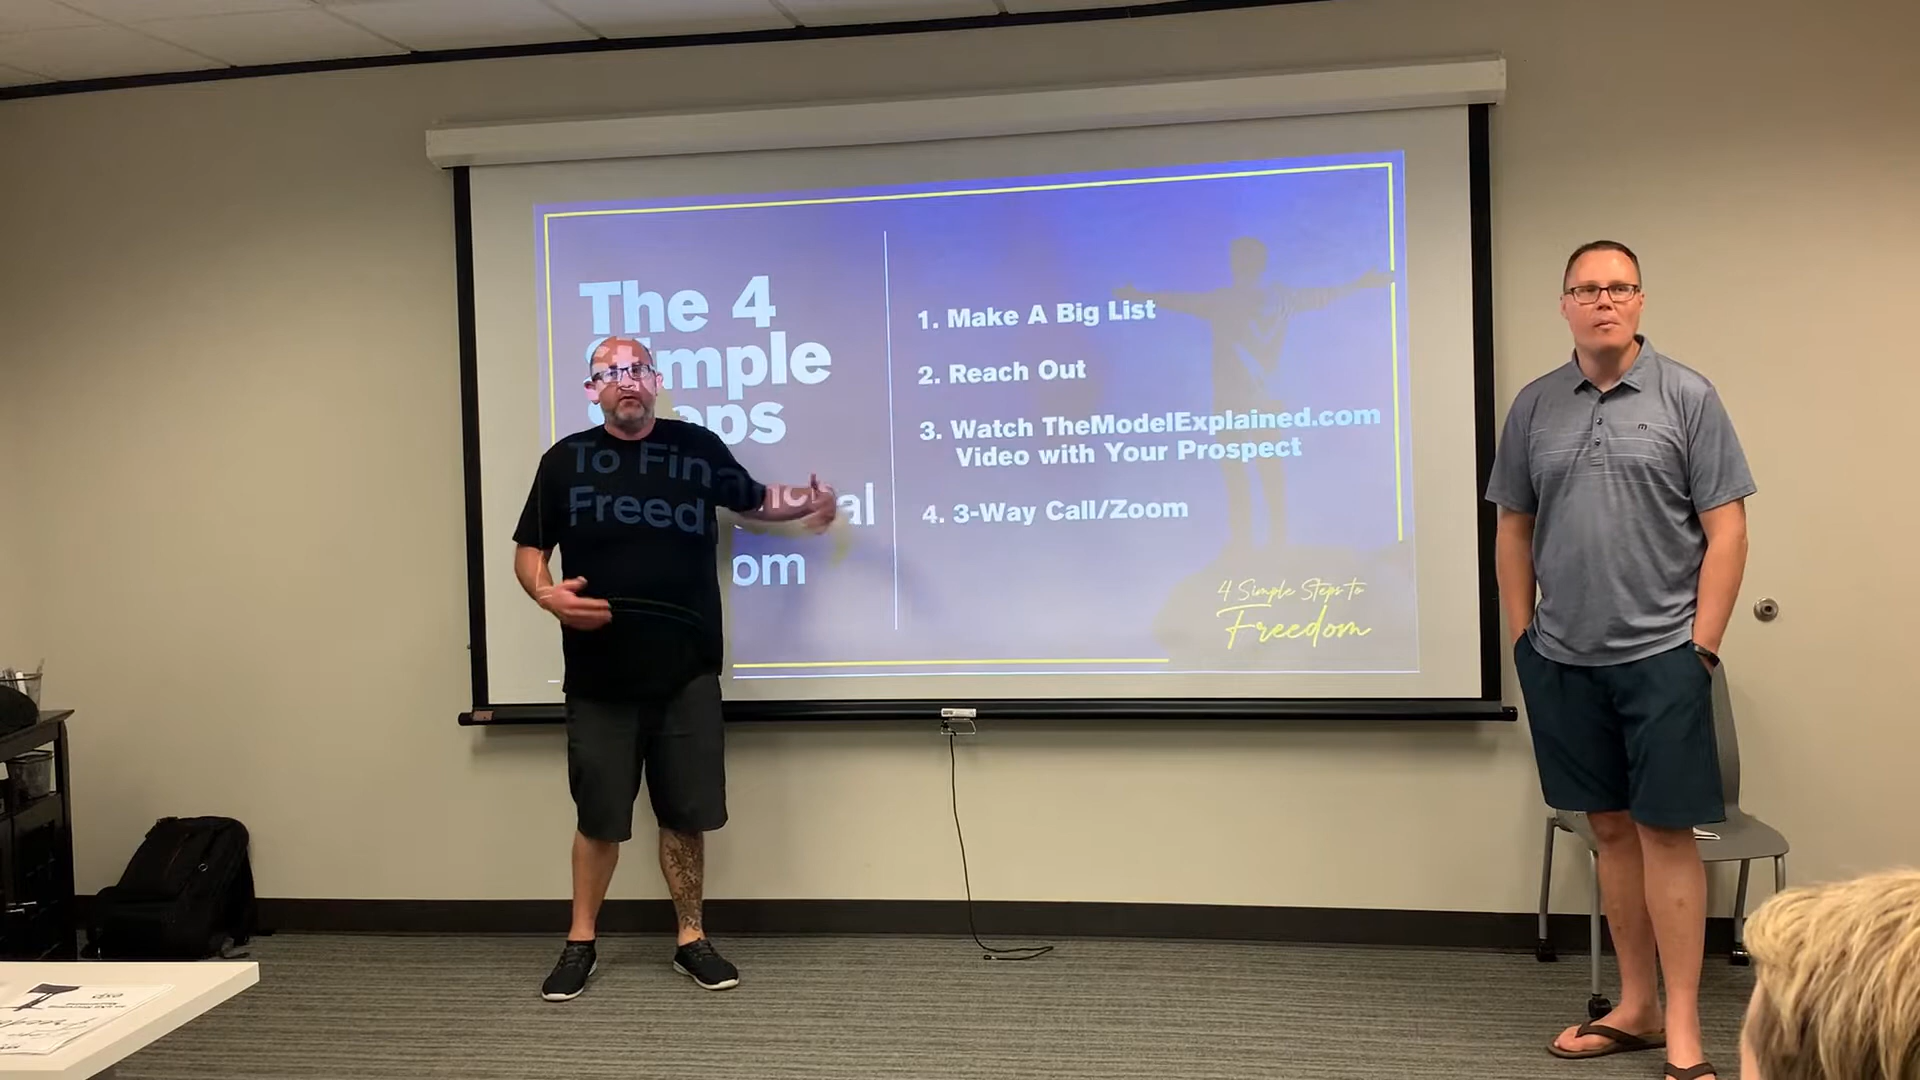 The 4
Simple
Steps
To Financial
Freedom
1. Make A Big List
2. Reach Out
3. Watch TheModelExplained.com
Video with Your Prospect
4. 3-Way Call/Zoom
4 Simple Steps to
Freedom
m
exp